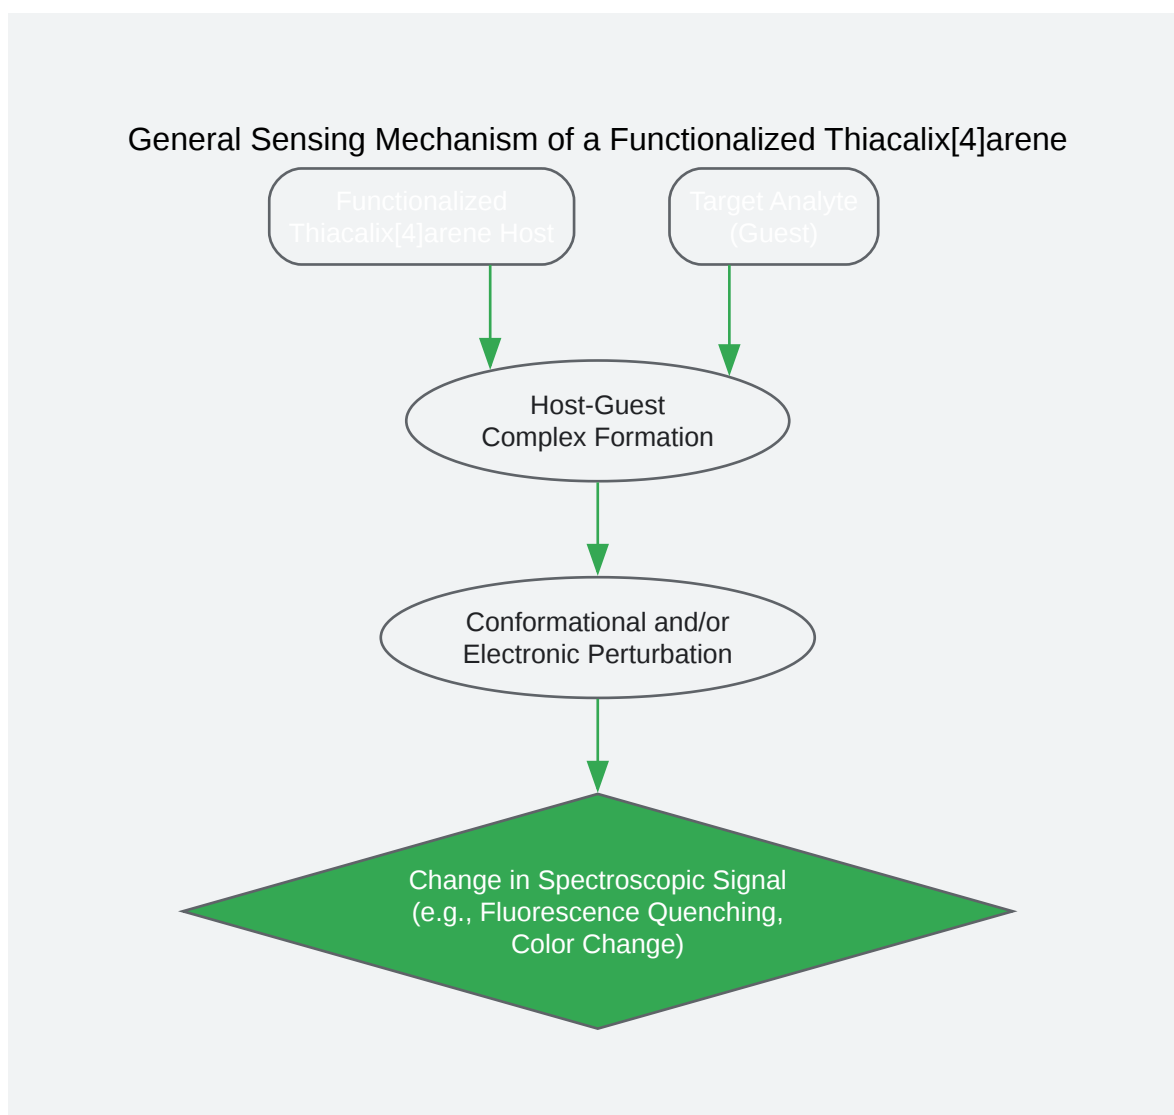 General Sensing Mechanism of a Functionalized Thiacalix[4]arene
Functionalized
Thiacalix[4]arene Host
Target Analyte
(Guest)
Host-Guest
Complex Formation
Conformational and/or
Electronic Perturbation
Change in Spectroscopic Signal
(e.g., Fluorescence Quenching,
Color Change)